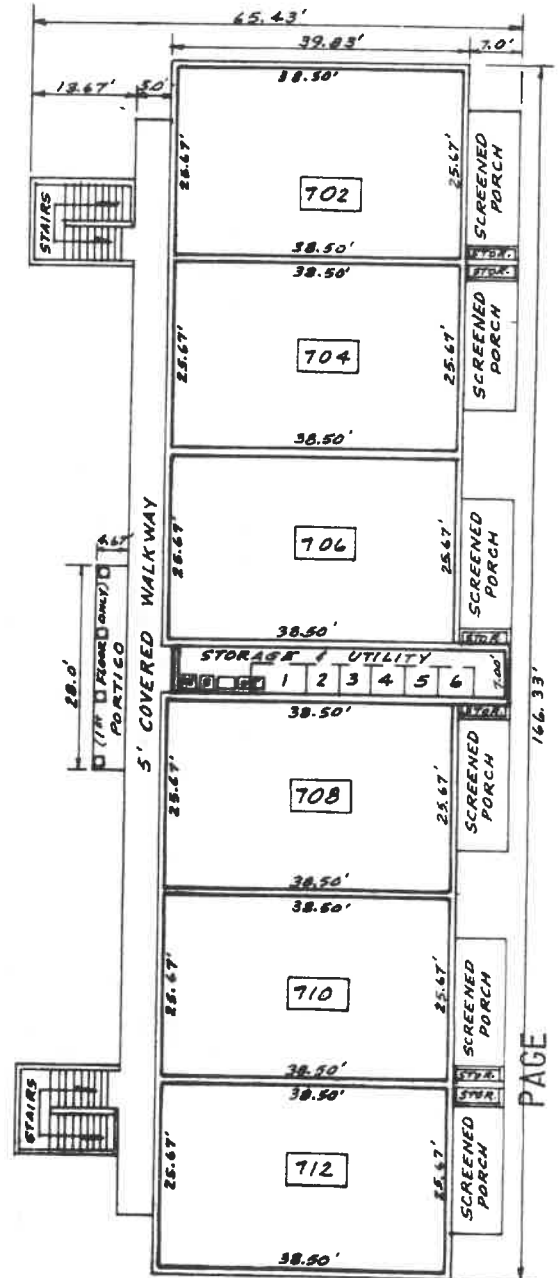 65.43'
39.83'
7.0'
13.67'
5.0'
38.50'
25.67'
702
25.67'
38.50'
SCREENED
PORCH
STAIRS
STOR.
STOR.
38.50'
25.67'
704
25.67'
38.50'
SCREENED
PORCH
25.67'
706
25.67'
38.50'
SCREENED
PORCH
STOR.
5' COVERED WALKWAY
28.0'
(1st FLOOR ONLY)
PORTICO
STORAGE & UTILITY
1 2 3 4 5 6
7.00'
166.33'
STOR.
38.50'
25.67'
708
25.67'
38.50'
SCREENED
PORCH
38.50'
25.67'
710
25.67'
38.50'
SCREENED
PORCH
STOR.
STOR.
STAIRS
38.50'
25.67'
712
25.67'
38.50'
SCREENED
PORCH
PAGE